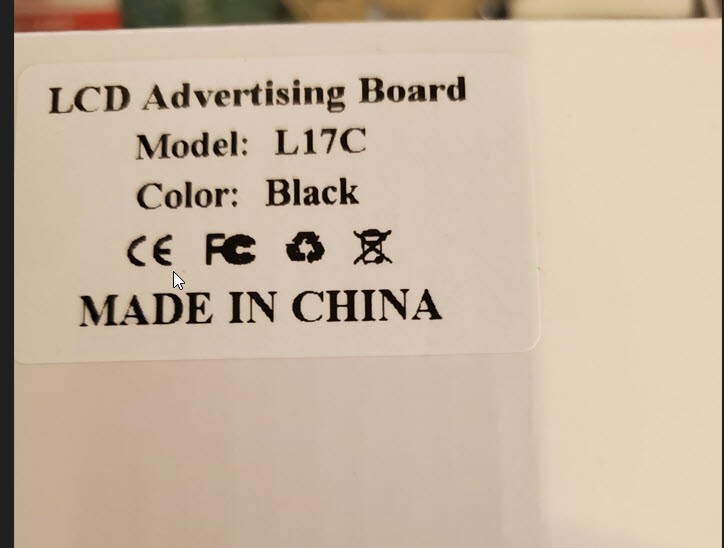 LCD Advertising Board
Model: L17C
Color: Black
CE FC
MADE IN CHINA